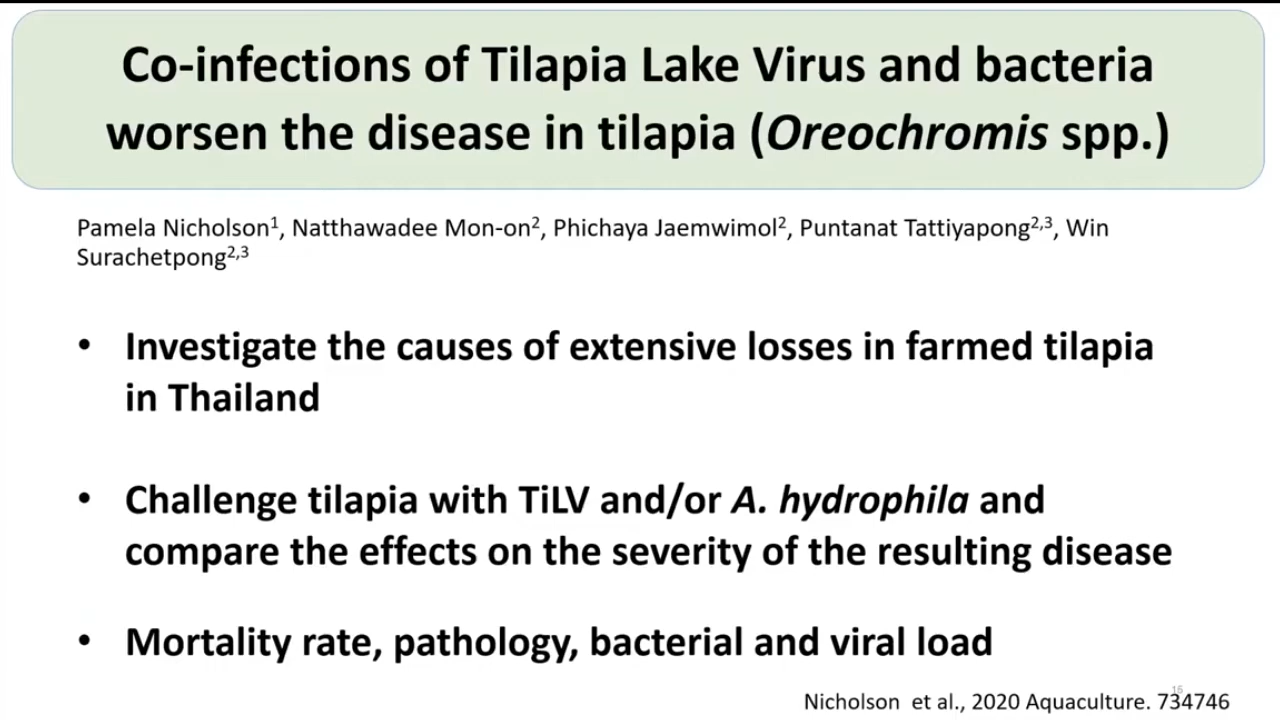 Co-infections of Tilapia Lake Virus and bacteria
worsen the disease in tilapia (Oreochromis spp.)
Pamela Nicholson1, Natthawadee Mon-on2, Phichaya Jaemwimol2, Puntanat Tattiyapong2,3, Win
Surachetpong2,3
• Investigate the causes of extensive losses in farmed tilapia
in Thailand
• Challenge tilapia with TiLV and/or A. hydrophila and
compare the effects on the severity of the resulting disease
• Mortality rate, pathology, bacterial and viral load
Nicholson et al., 2020 Aquaculture. 734746